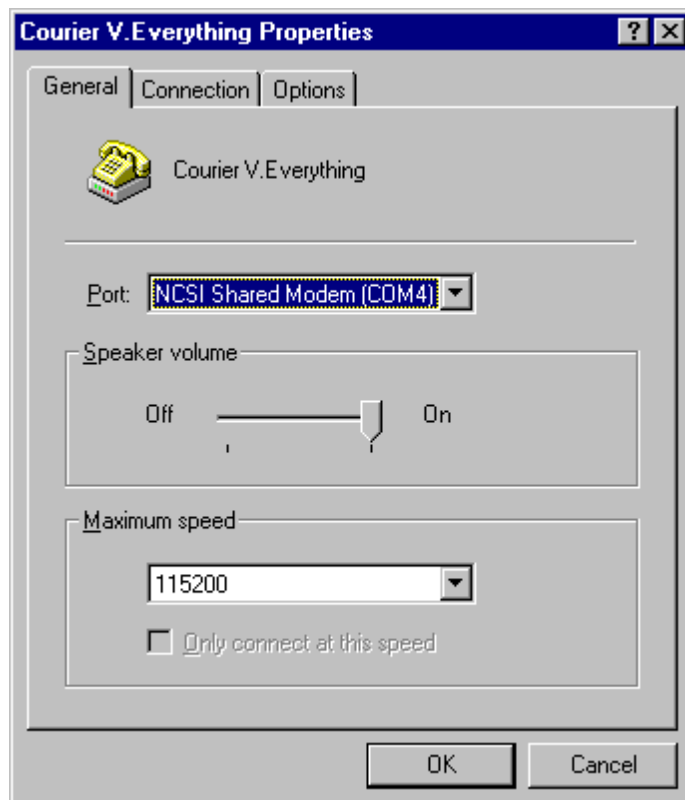 Courier V.Everything Properties
General Connection Options
Courier V.Everything
Port: NCSI Shared Modem (COM4)
Speaker volume
Off On
Maximum speed
115200
Only connect at this speed
OK Cancel